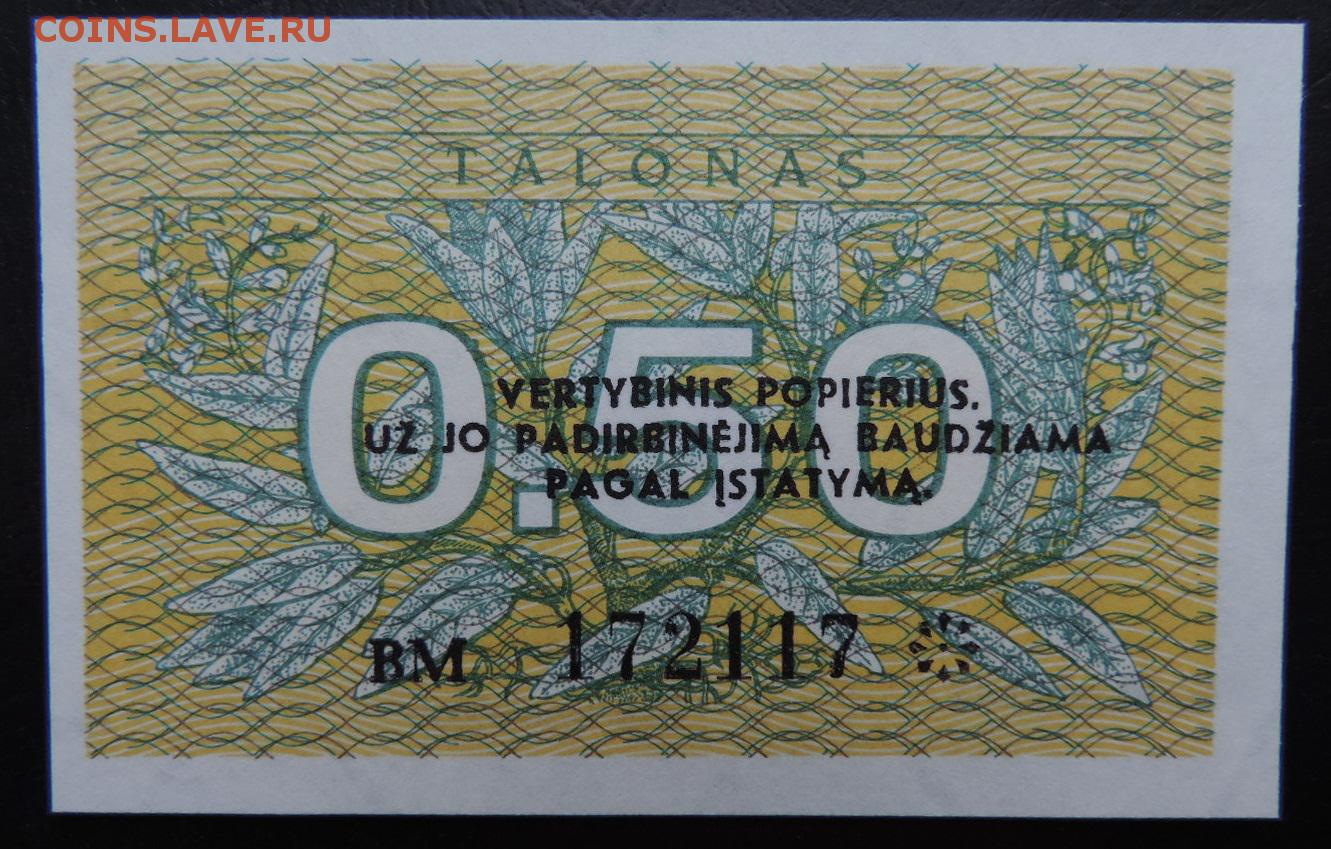 COINS.LAVE.RU
TALONAS
0.50
VERTYBINIS POPIERIUS.
UŽ JO PADIRBINĖJIMĄ BAUDŽIAMA
PAGAL ĮSTATYMĄ.
BM 172117